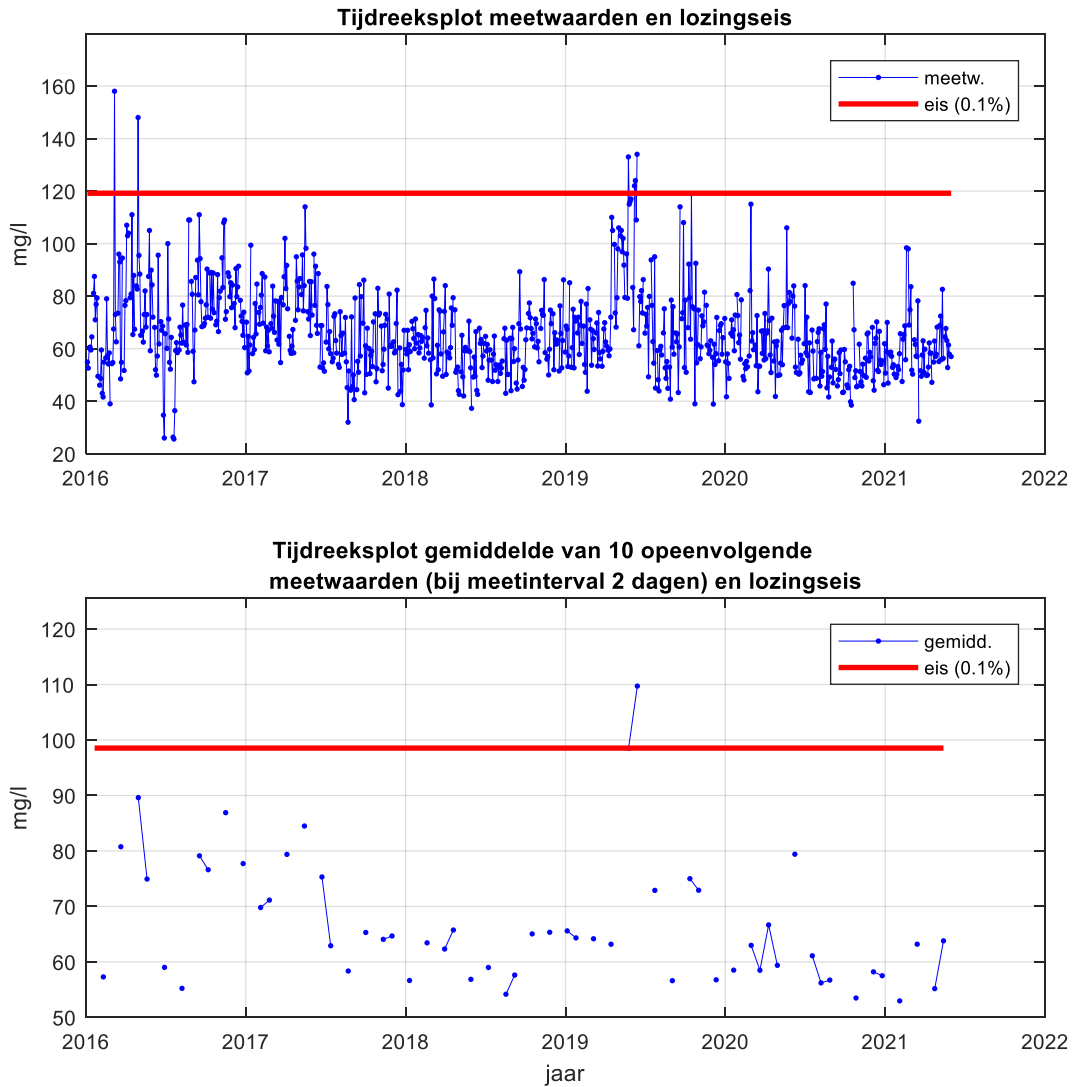 Tijdreeksplot meetwaarden en lozingseis
160
140
120
100
80
60
40
20
mg/l
meetw.
eis (0.1%)
2016 2017 2018 2019 2020 2021 2022
Tijdreeksplot gemiddelde van 10 opeenvolgende
meetwaarden (bij meetinterval 2 dagen) en lozingseis
120
110
100
90
80
70
60
50
mg/l
gemidd.
eis (0.1%)
2016 2017 2018 2019 2020 2021 2022
jaar